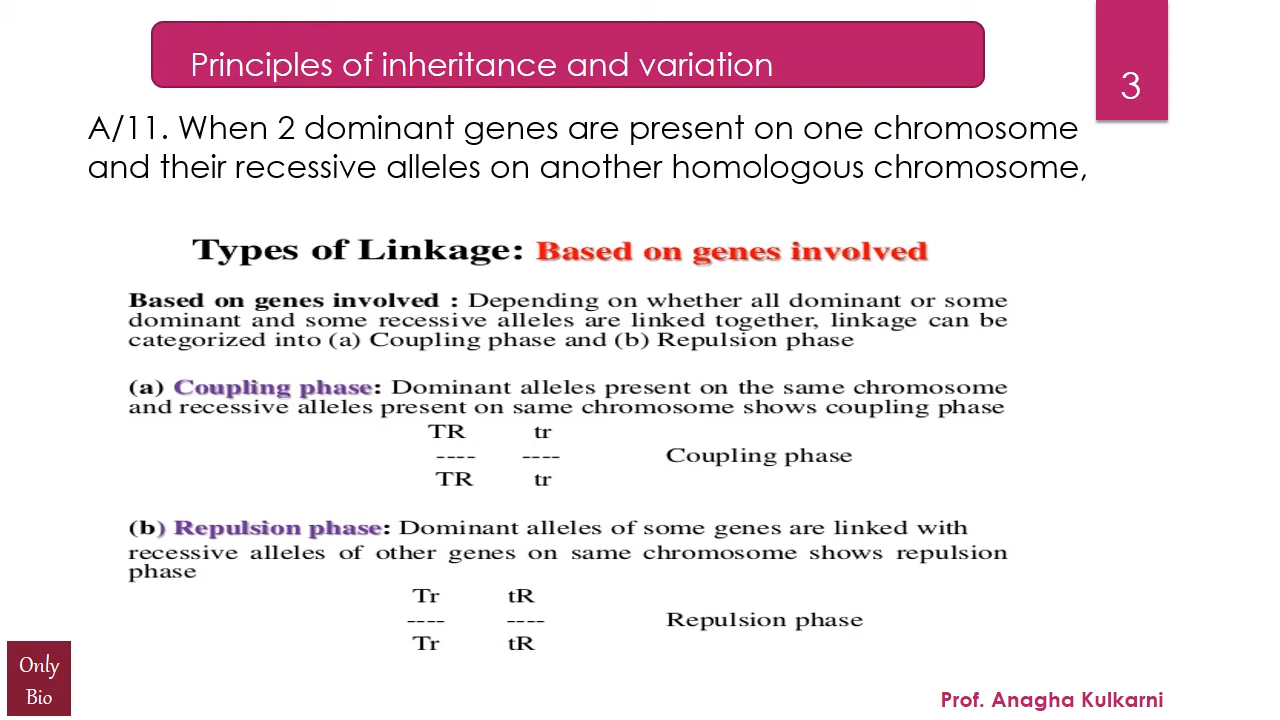 Principles of inheritance and variation
3
A/11. When 2 dominant genes are present on one chromosome
and their recessive alleles on another homologous chromosome,
Types of Linkage: Based on genes involved
Based on genes involved : Depending on whether all dominant or some
dominant and some recessive alleles are linked together, linkage can be
categorized into (a) Coupling phase and (b) Repulsion phase
(a) Coupling phase: Dominant alleles present on the same chromosome
and recessive alleles present on same chromosome shows coupling phase
TR tr
---- ---- Coupling phase
TR tr
(b) Repulsion phase: Dominant alleles of some genes are linked with
recessive alleles of other genes on same chromosome shows repulsion
phase
Tr tR
---- ---- Repulsion phase
Tr tR
Only
Bio
Prof. Anagha Kulkarni